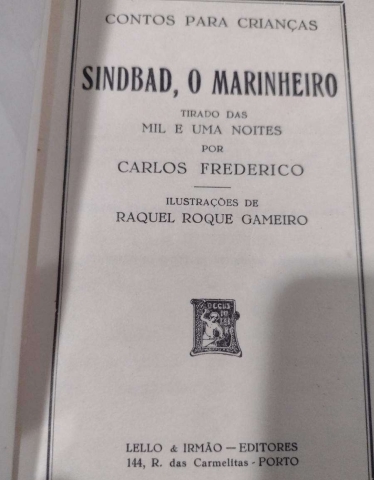 CONTOS PARA CRIANÇAS
SINDBAD, O MARINHEIRO
TIRADO DAS
MIL E UMA NOITES
POR
CARLOS FREDERICO
ILUSTRAÇÕES DE
RAQUEL ROQUE GAMEIRO
DECUS
LELLO & IRMÃO — EDITORES
144, R. das Carmelitas - PORTO